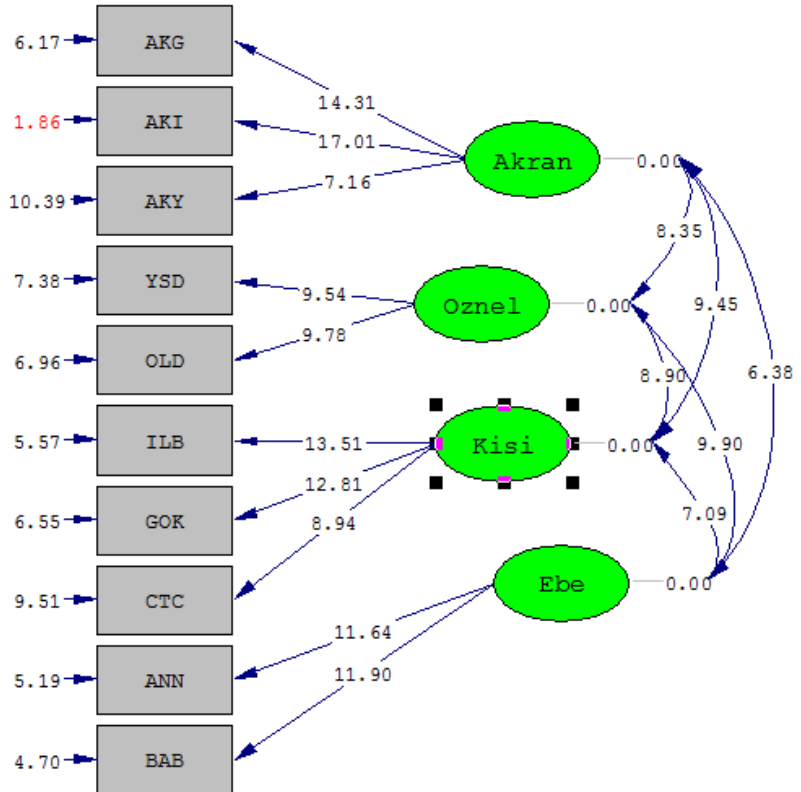 6.17 AKG
14.31
1.86 AKI
17.01
Akran 0.00
10.39 AKY
7.16
8.35
7.38 YSD
9.54
Oznel 0.00
9.45
9.78
6.96 OLD
8.90
6.38
5.57 ILB
13.51
Kisi 0.00
9.90
12.81
6.55 GOK
8.94
7.09
9.51 CTC
Ebe 0.00
11.64
5.19 ANN
11.90
4.70 BAB